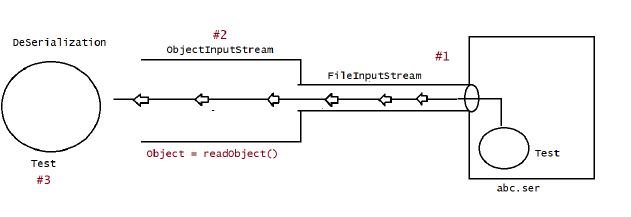 DeSerialization
#2
ObjectInputStream
#1
FileInputStream
Object = readObject()
Test
#3
Test
abc.ser